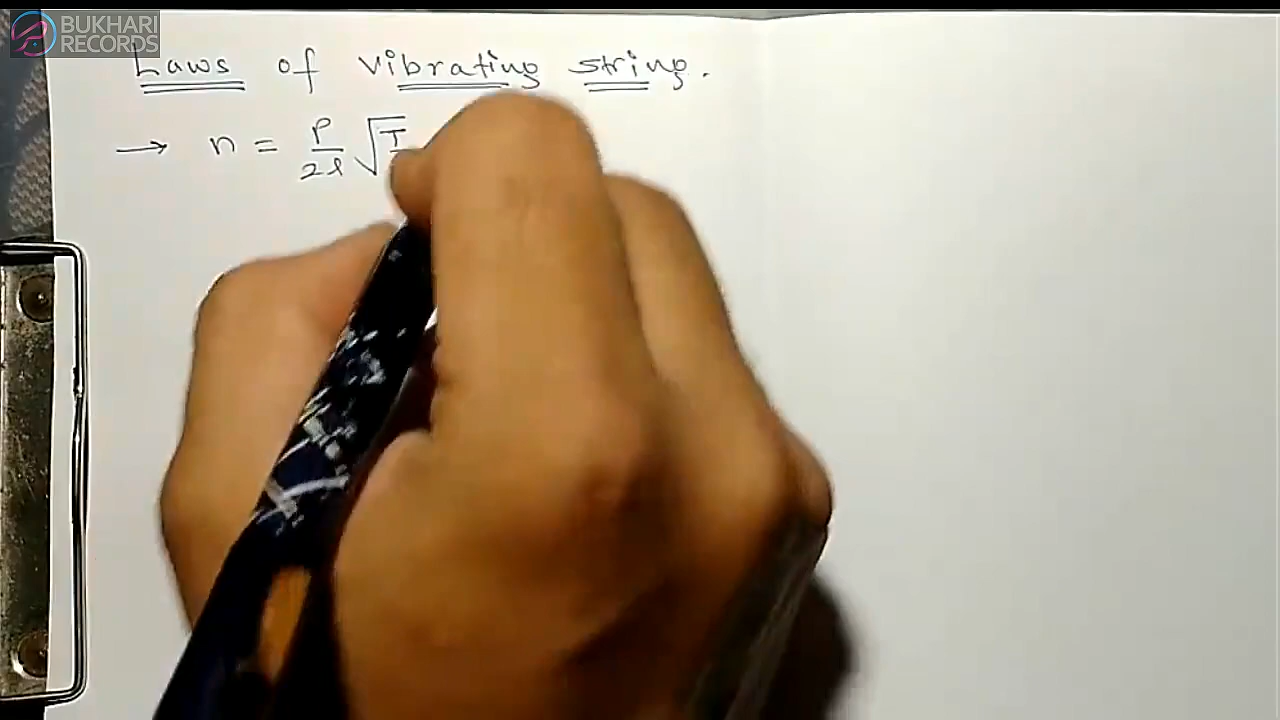 BUKHARI
RECORDS
Laws of vibrating string.
→ n = P/2l √T